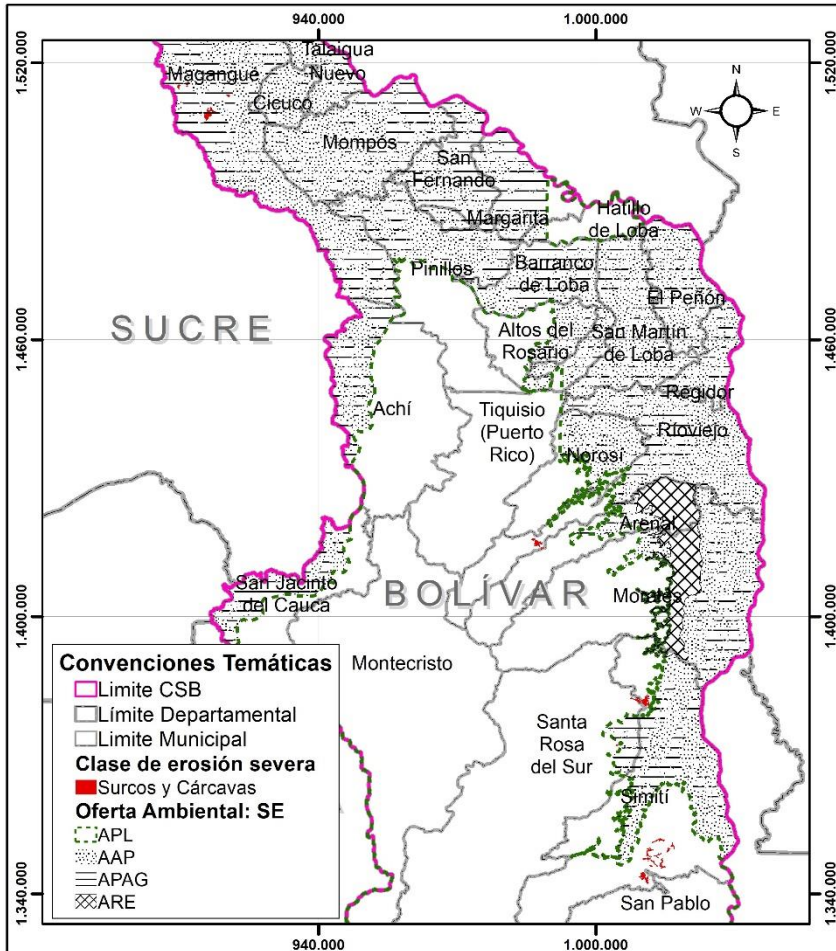 940.000
1.000.000
1.520.000
1.520.000
N
W
E
S
Talaigua
Nuevo
Magangué
Cicuco
Mompós
San
Fernando
Margarita
Hatillo
de Loba
Pinillos
Barranco
de Loba
El Peñón
SUCRE
Altos del
Rosario
San Martín
de Loba
1.460.000
1.460.000
Achí
Regidor
Tiquisio
(Puerto
Rico)
Ríoviejo
Norosí
Arenal
San Jacinto
del Cauca
BOLÍVAR
Morales
1.400.000
1.400.000
Montecristo
Santa
Rosa
del Sur
Simití
San Pablo
Convenciones Temáticas
Limite CSB
Límite Departamental
Limite Municipal
Clase de erosión severa
Surcos y Cárcavas
Oferta Ambiental: SE
APL
AAP
APAG
ARE
1.340.000
1.340.000
940.000
1.000.000